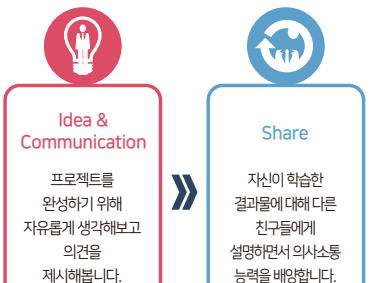 Idea &
Communication
프로젝트를
완성하기 위해
자유롭게 생각해보고
의견을
제시해봅니다.
Share
자신이 학습한
결과물에 대해 다른
친구들에게
설명하면서 의사소통
능력을 배양합니다.